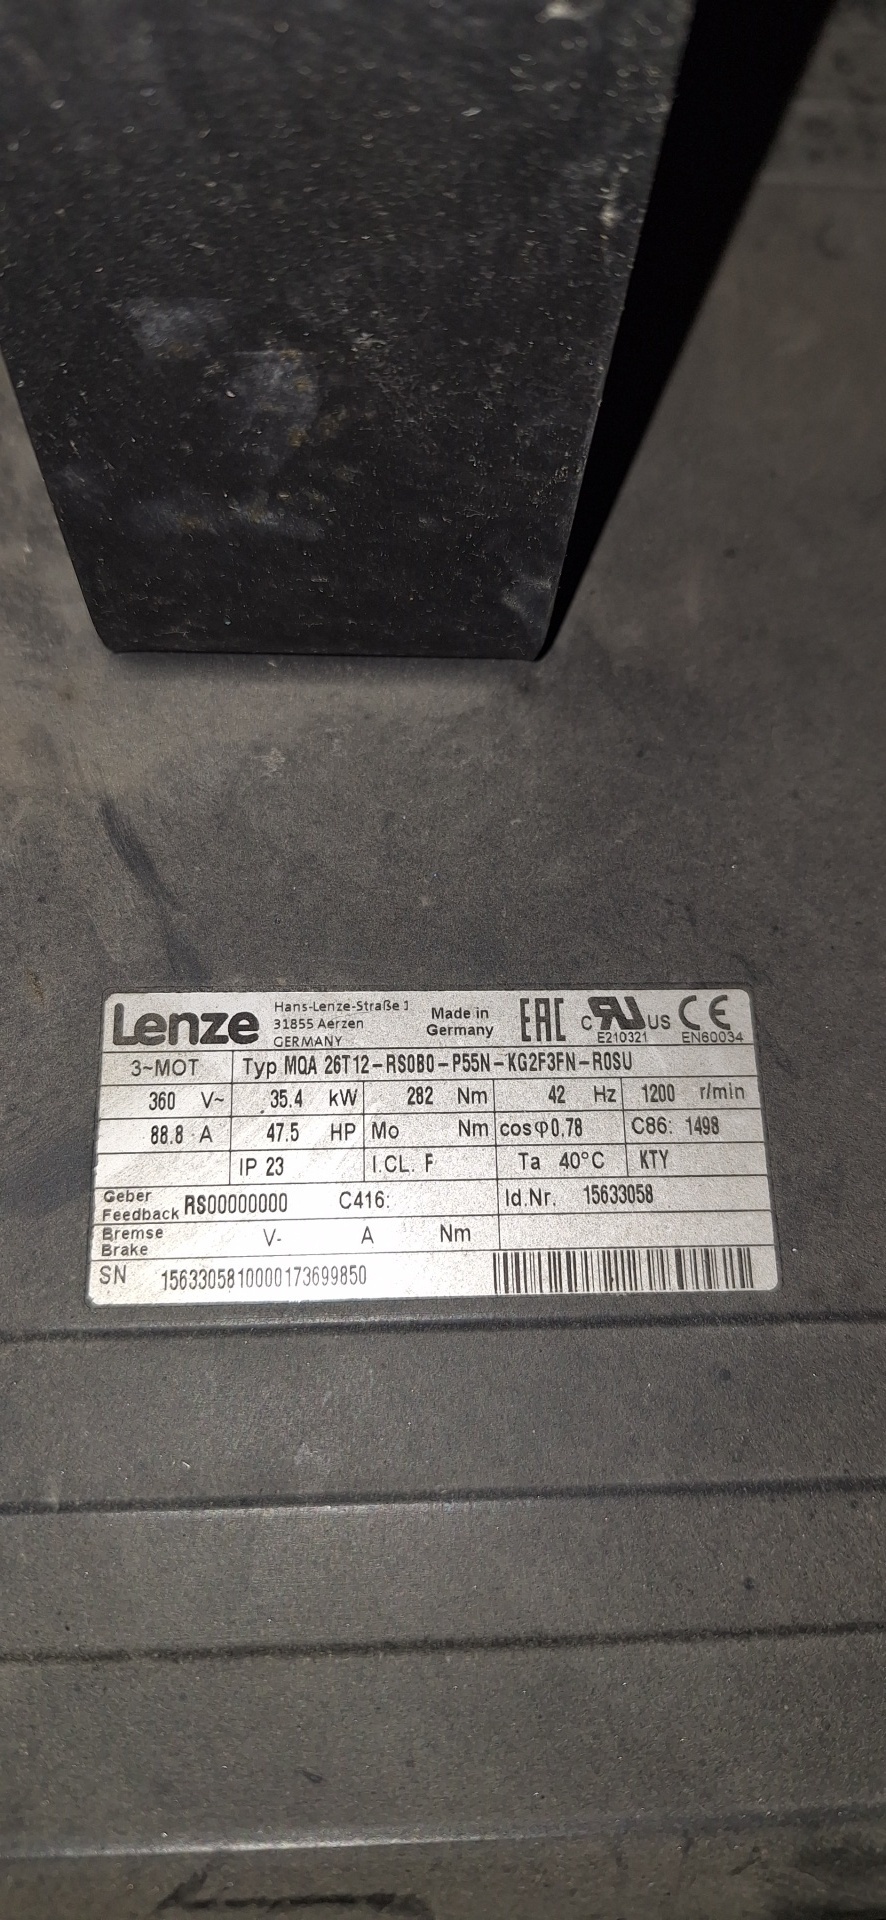 Lenze
Hans-Lenze-Straße 1
31855 Aerzen
GERMANY
Made in
Germany
EAC
c RU US
E210321
CE
EN60034
3~MOT Typ MQA 26T12-RS0B0-P55N-KG2F3FN-R0SU
360 V~ 35.4 kW 282 Nm 42 Hz 1200 r/min
88.8 A 47.5 HP Mo Nm cosφ0.78 C86: 1498
IP 23 I.CL. F Ta 40°C KTY
Geber
Feedback RS00000000 C416: Id.Nr. 15633058
Bremse
Brake V- A Nm
SN 1563305810000173699850